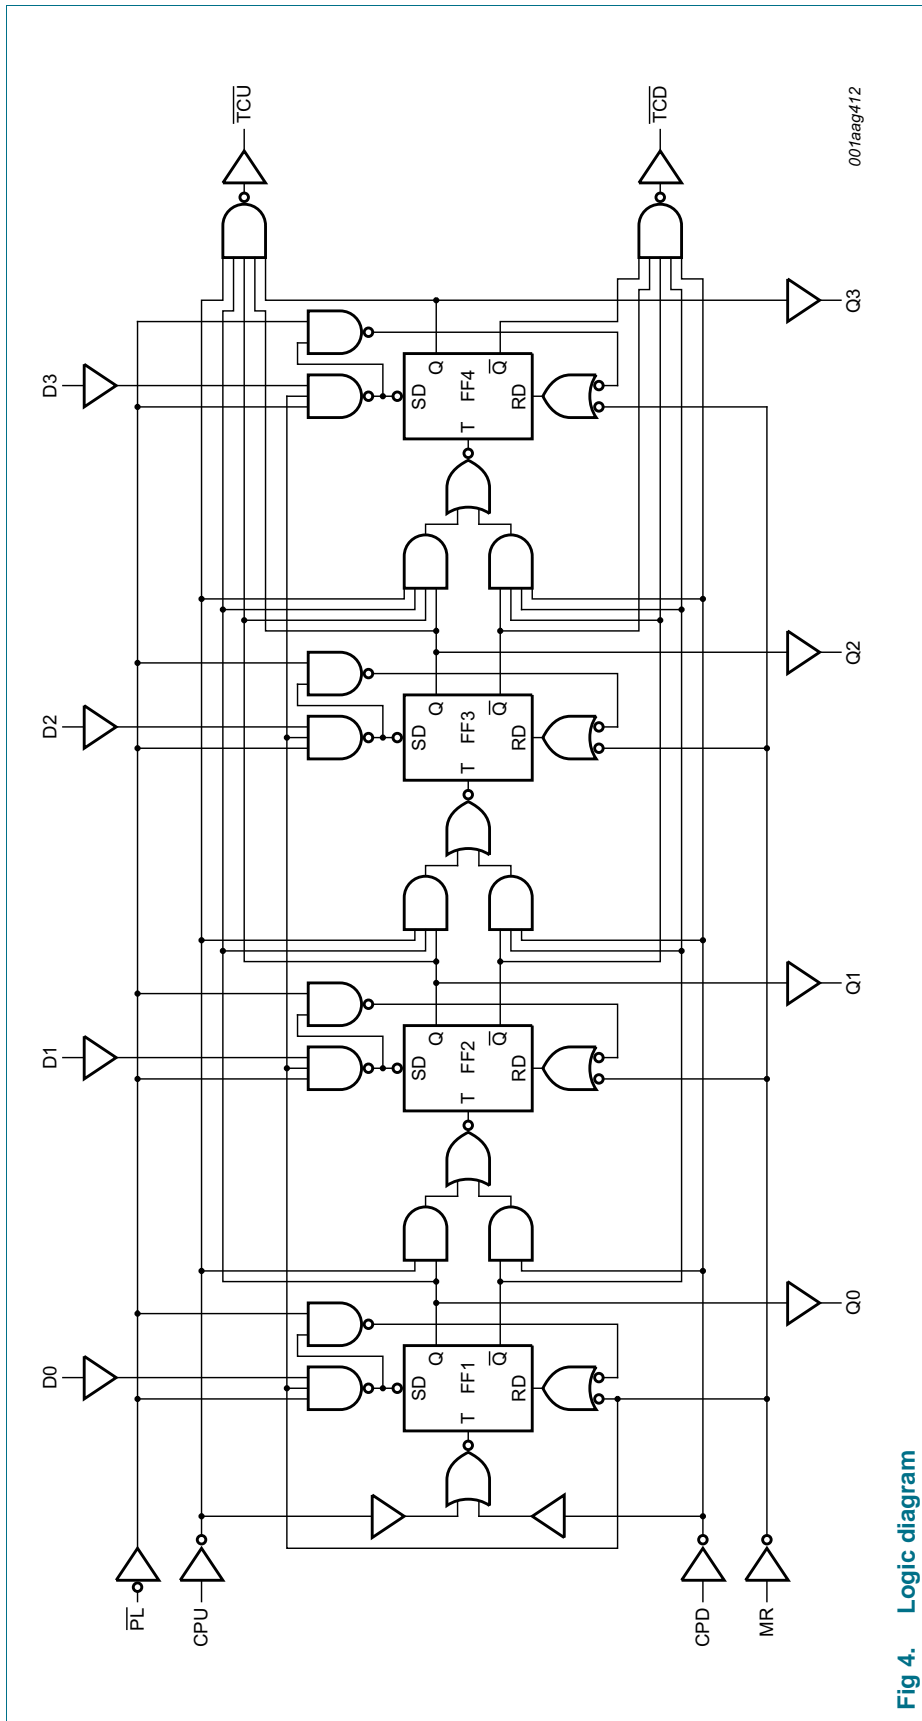 D0
D1
D2
D3
PL
CPU
TCU
SD
Q
FF1
T
RD
Q
SD
Q
FF2
T
RD
Q
SD
Q
FF3
T
RD
Q
SD
Q
FF4
T
RD
Q
CPD
TCD
MR
Q0
Q1
Q2
Q3
001aag412
Fig 4. Logic diagram